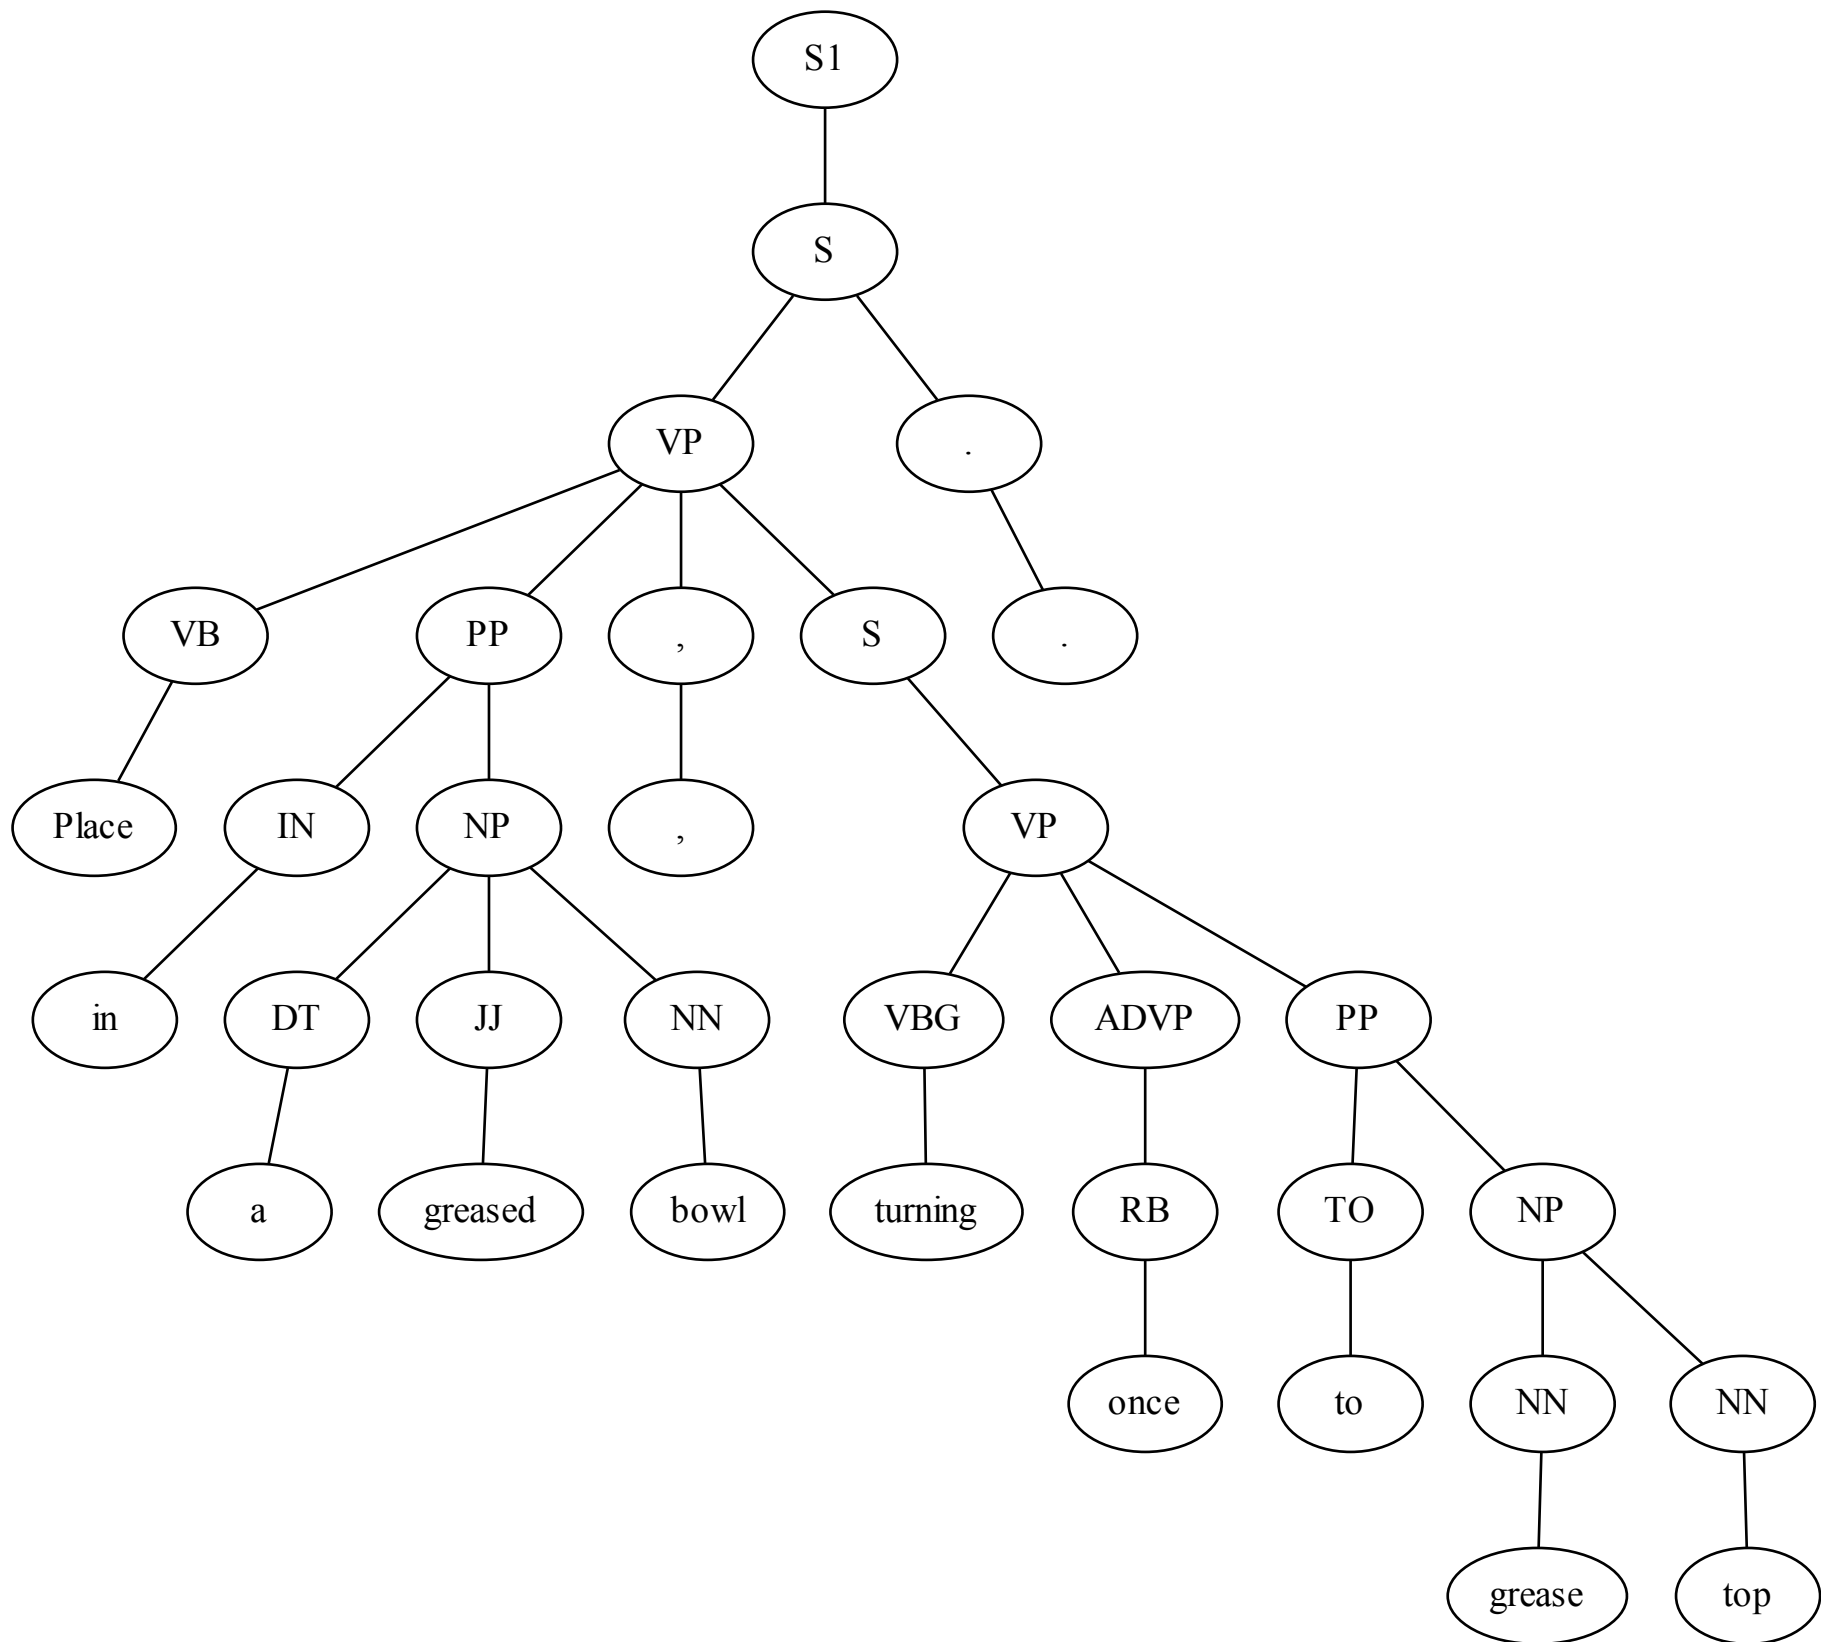 S1
S
VP .
VB PP , S .
Place IN NP , VP
in DT JJ NN VBG ADVP PP
a greased bowl turning RB TO NP
once to NN NN
grease top